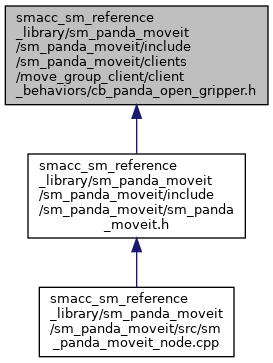 smacc_sm_reference
_library/sm_panda_moveit
/sm_panda_moveit/include
/sm_panda_moveit/clients
/move_group_client/client
_behaviors/cb_panda_open_gripper.h
smacc_sm_reference
_library/sm_panda_moveit
/sm_panda_moveit/include
/sm_panda_moveit/sm_panda
_moveit.h
smacc_sm_reference
_library/sm_panda_moveit
/sm_panda_moveit/src/sm
_panda_moveit_node.cpp